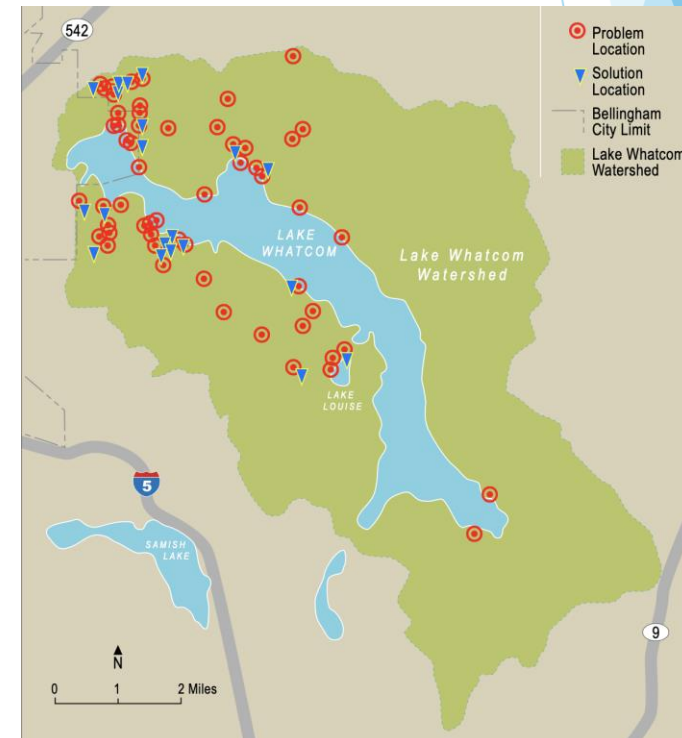 542
Problem
Location
Solution
Location
Bellingham
City Limit
Lake Whatcom
Watershed
LAKE
WHATCOM
Lake Whatcom
Watershed
LAKE
LOUISE
5
SAMISH
LAKE
N
0 1 2 Miles
9